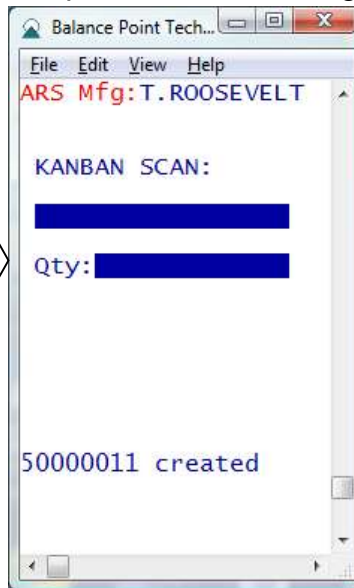 Balance Point Tech...
File Edit View Help
ARS Mfg:T.ROOSEVELT
KANBAN SCAN:
Qty:
50000011 created